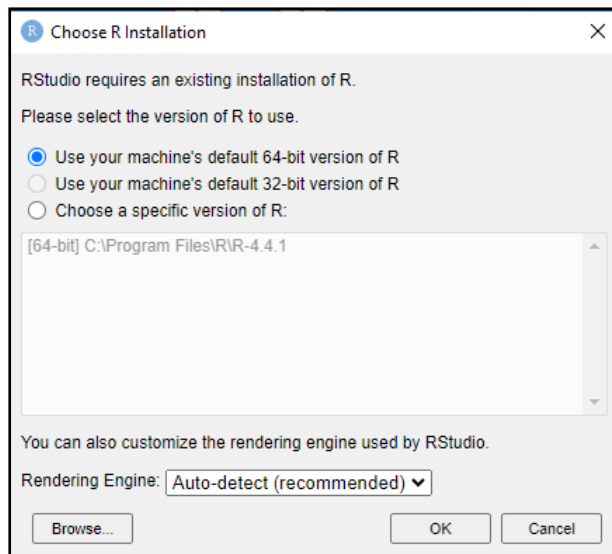 R Choose R Installation
RStudio requires an existing installation of R.
Please select the version of R to use.
Use your machine's default 64-bit version of R
Use your machine's default 32-bit version of R
Choose a specific version of R:
[64-bit] C:\Program Files\R\R-4.4.1
You can also customize the rendering engine used by RStudio.
Rendering Engine: Auto-detect (recommended)
Browse... OK Cancel